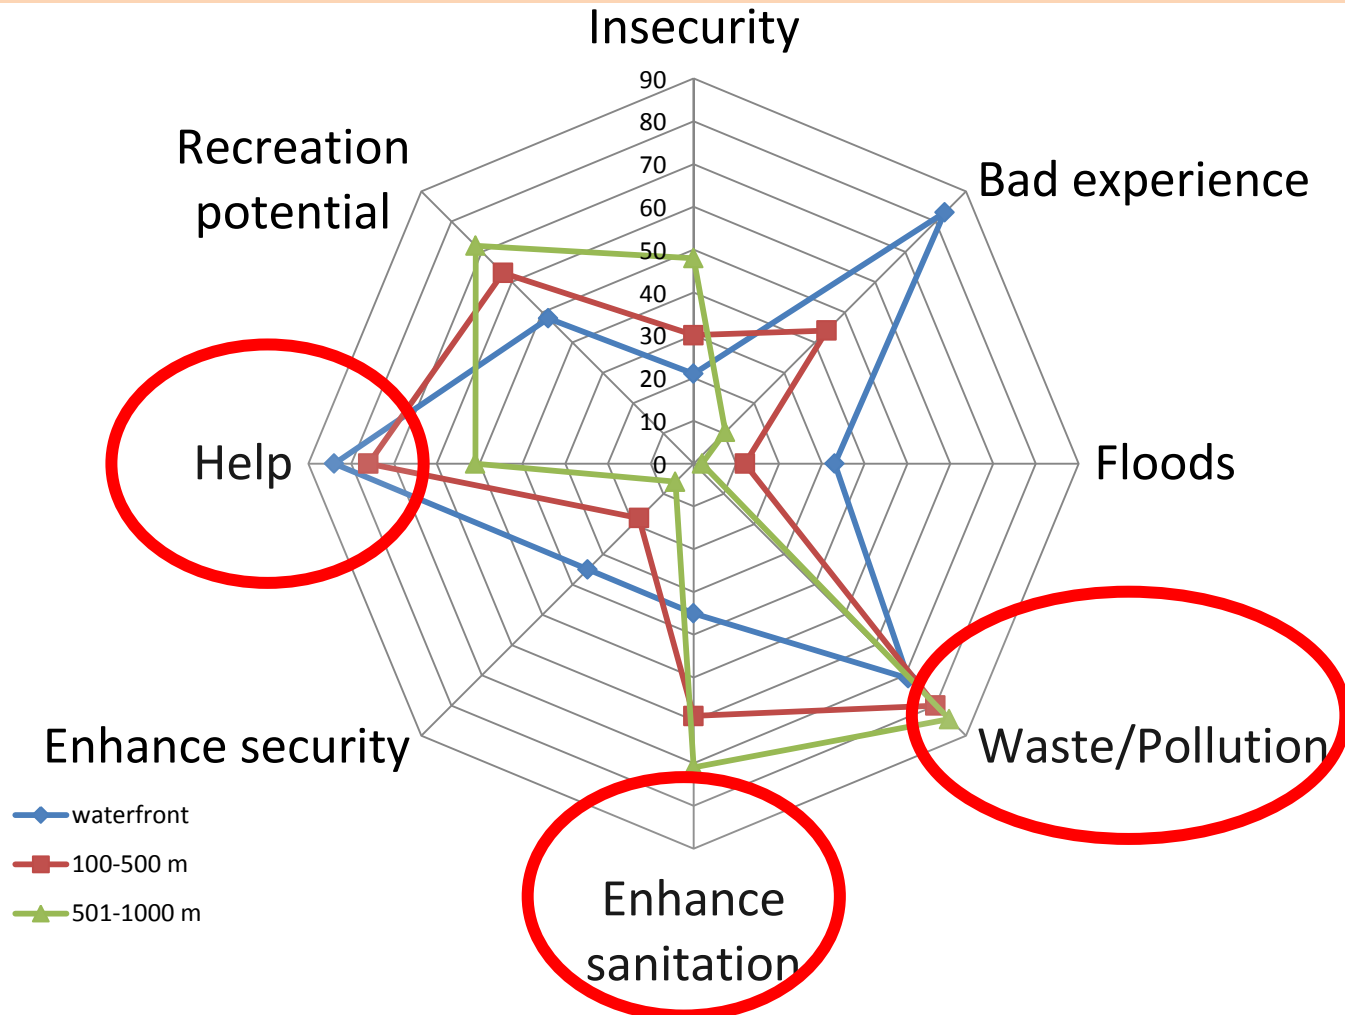 Insecurity
90
80
70
60
50
40
30
20
10
0
Recreation
potential
Bad experience
Help
Floods
Enhance security
Waste/Pollution
Enhance
sanitation
waterfront
100-500 m
501-1000 m